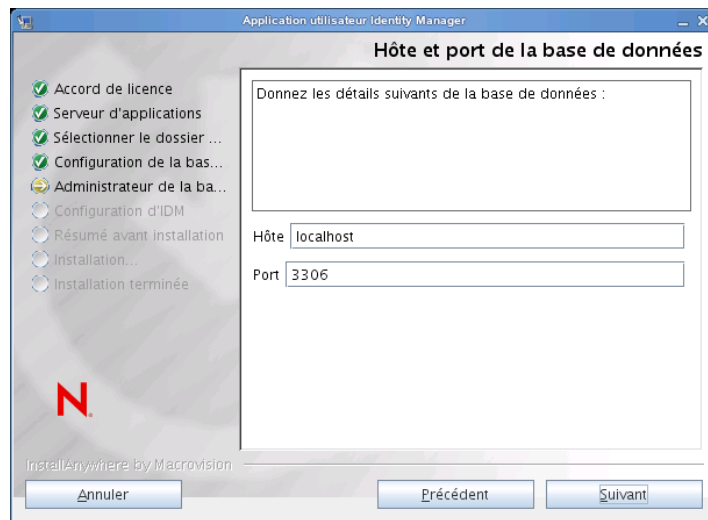 Application utilisateur Identity Manager
Hôte et port de la base de données
Accord de licence
Serveur d'applications
Sélectionner le dossier ...
Configuration de la bas...
Administrateur de la ba...
Configuration d'IDM
Résumé avant installation
Installation...
Installation terminée
Donnez les détails suivants de la base de données :
Hôte localhost
Port 3306
N
InstallAnywhere by Macrovision
Annuler
Précédent
Suivant